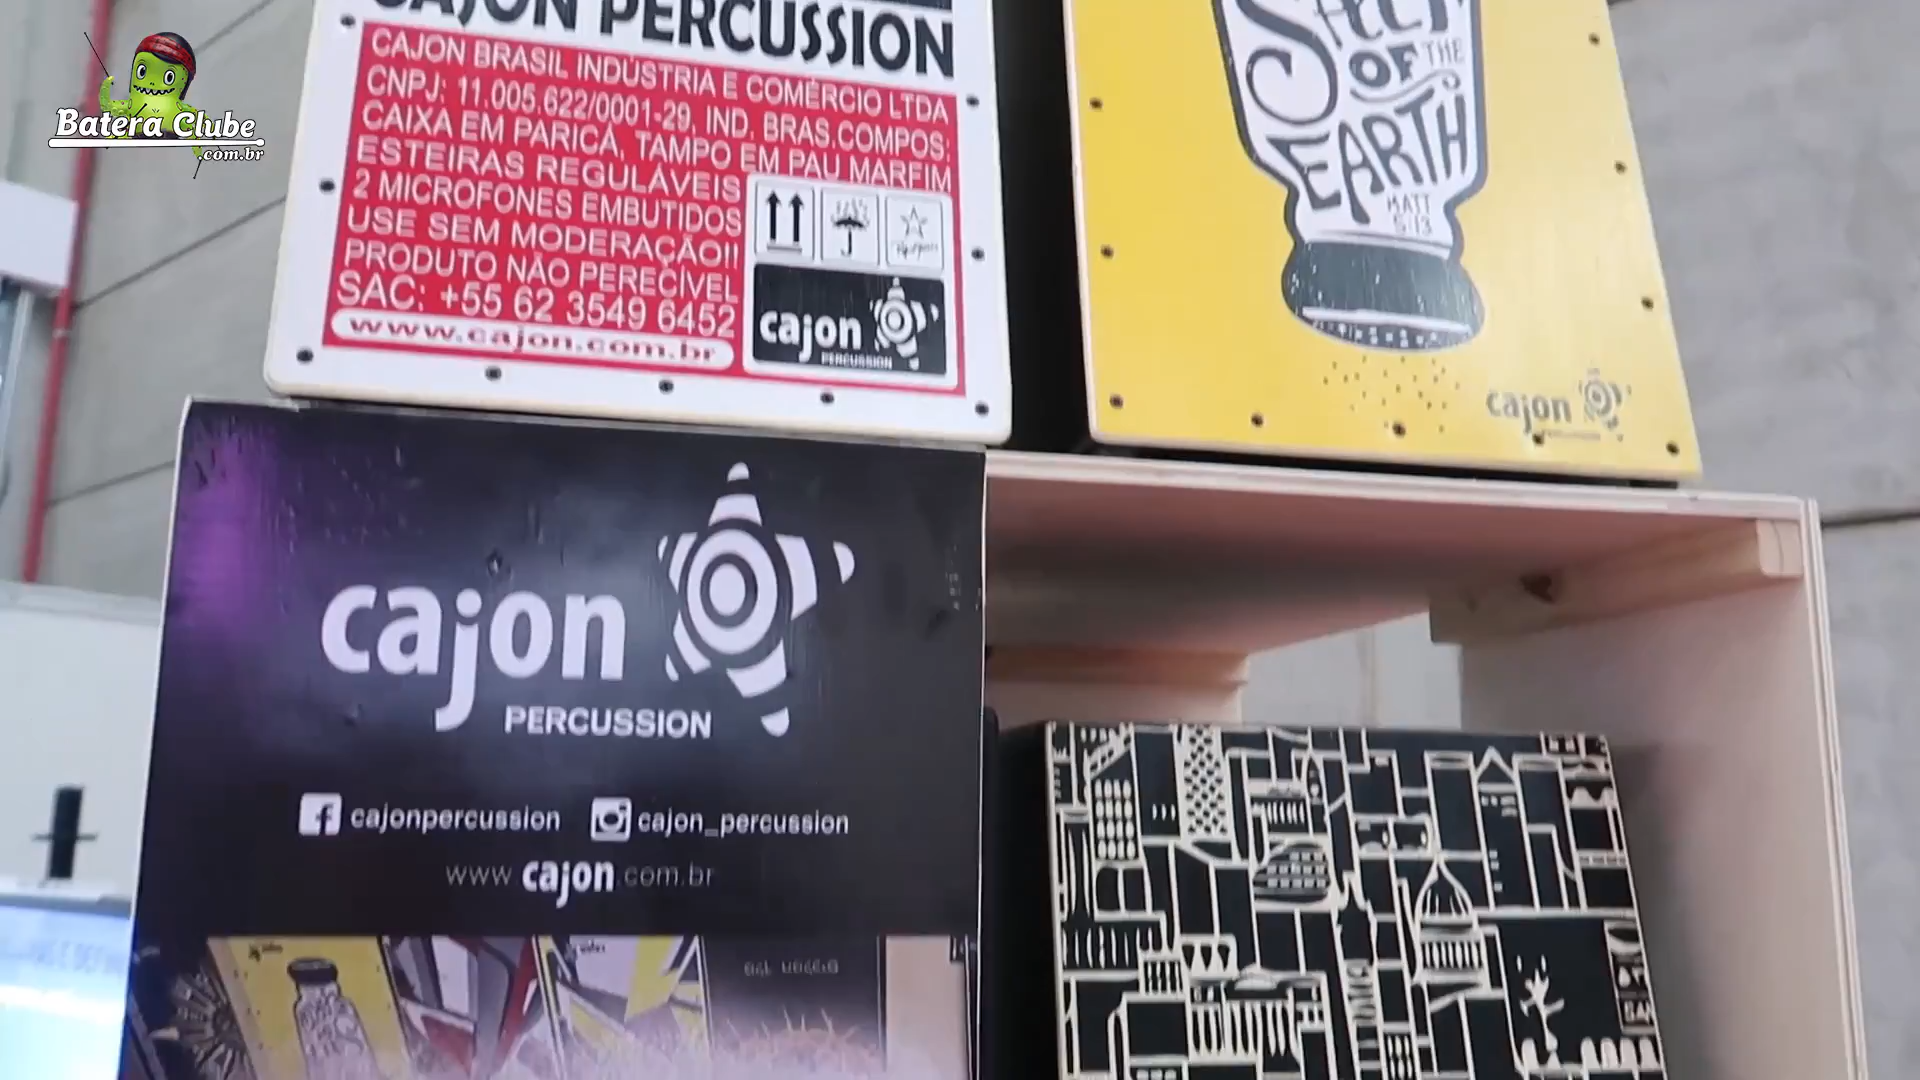 Batera Clube
.com.br
CAJON PERCUSSION
CAJON BRASIL INDÚSTRIA E COMÉRCIO LTDA
CNPJ: 11.005.622/0001-29. IND. BRAS.COMPOS:
CAIXA EM PARICÁ, TAMPO EM PAU MARFIM
ESTEIRAS REGULÁVEIS
2 MICROFONES EMBUTIDOS
USE SEM MODERAÇÃO!!
PRODUTO NÃO PERECÍVEL
SAC: +55 62 3549 6452
www.cajon.com.br
cajon
PERCUSSION
SALT
OF THE
EARTH
MATT
5:13
cajon
cajon
PERCUSSION
cajonpercussion cajon_percussion
www.cajon.com.br